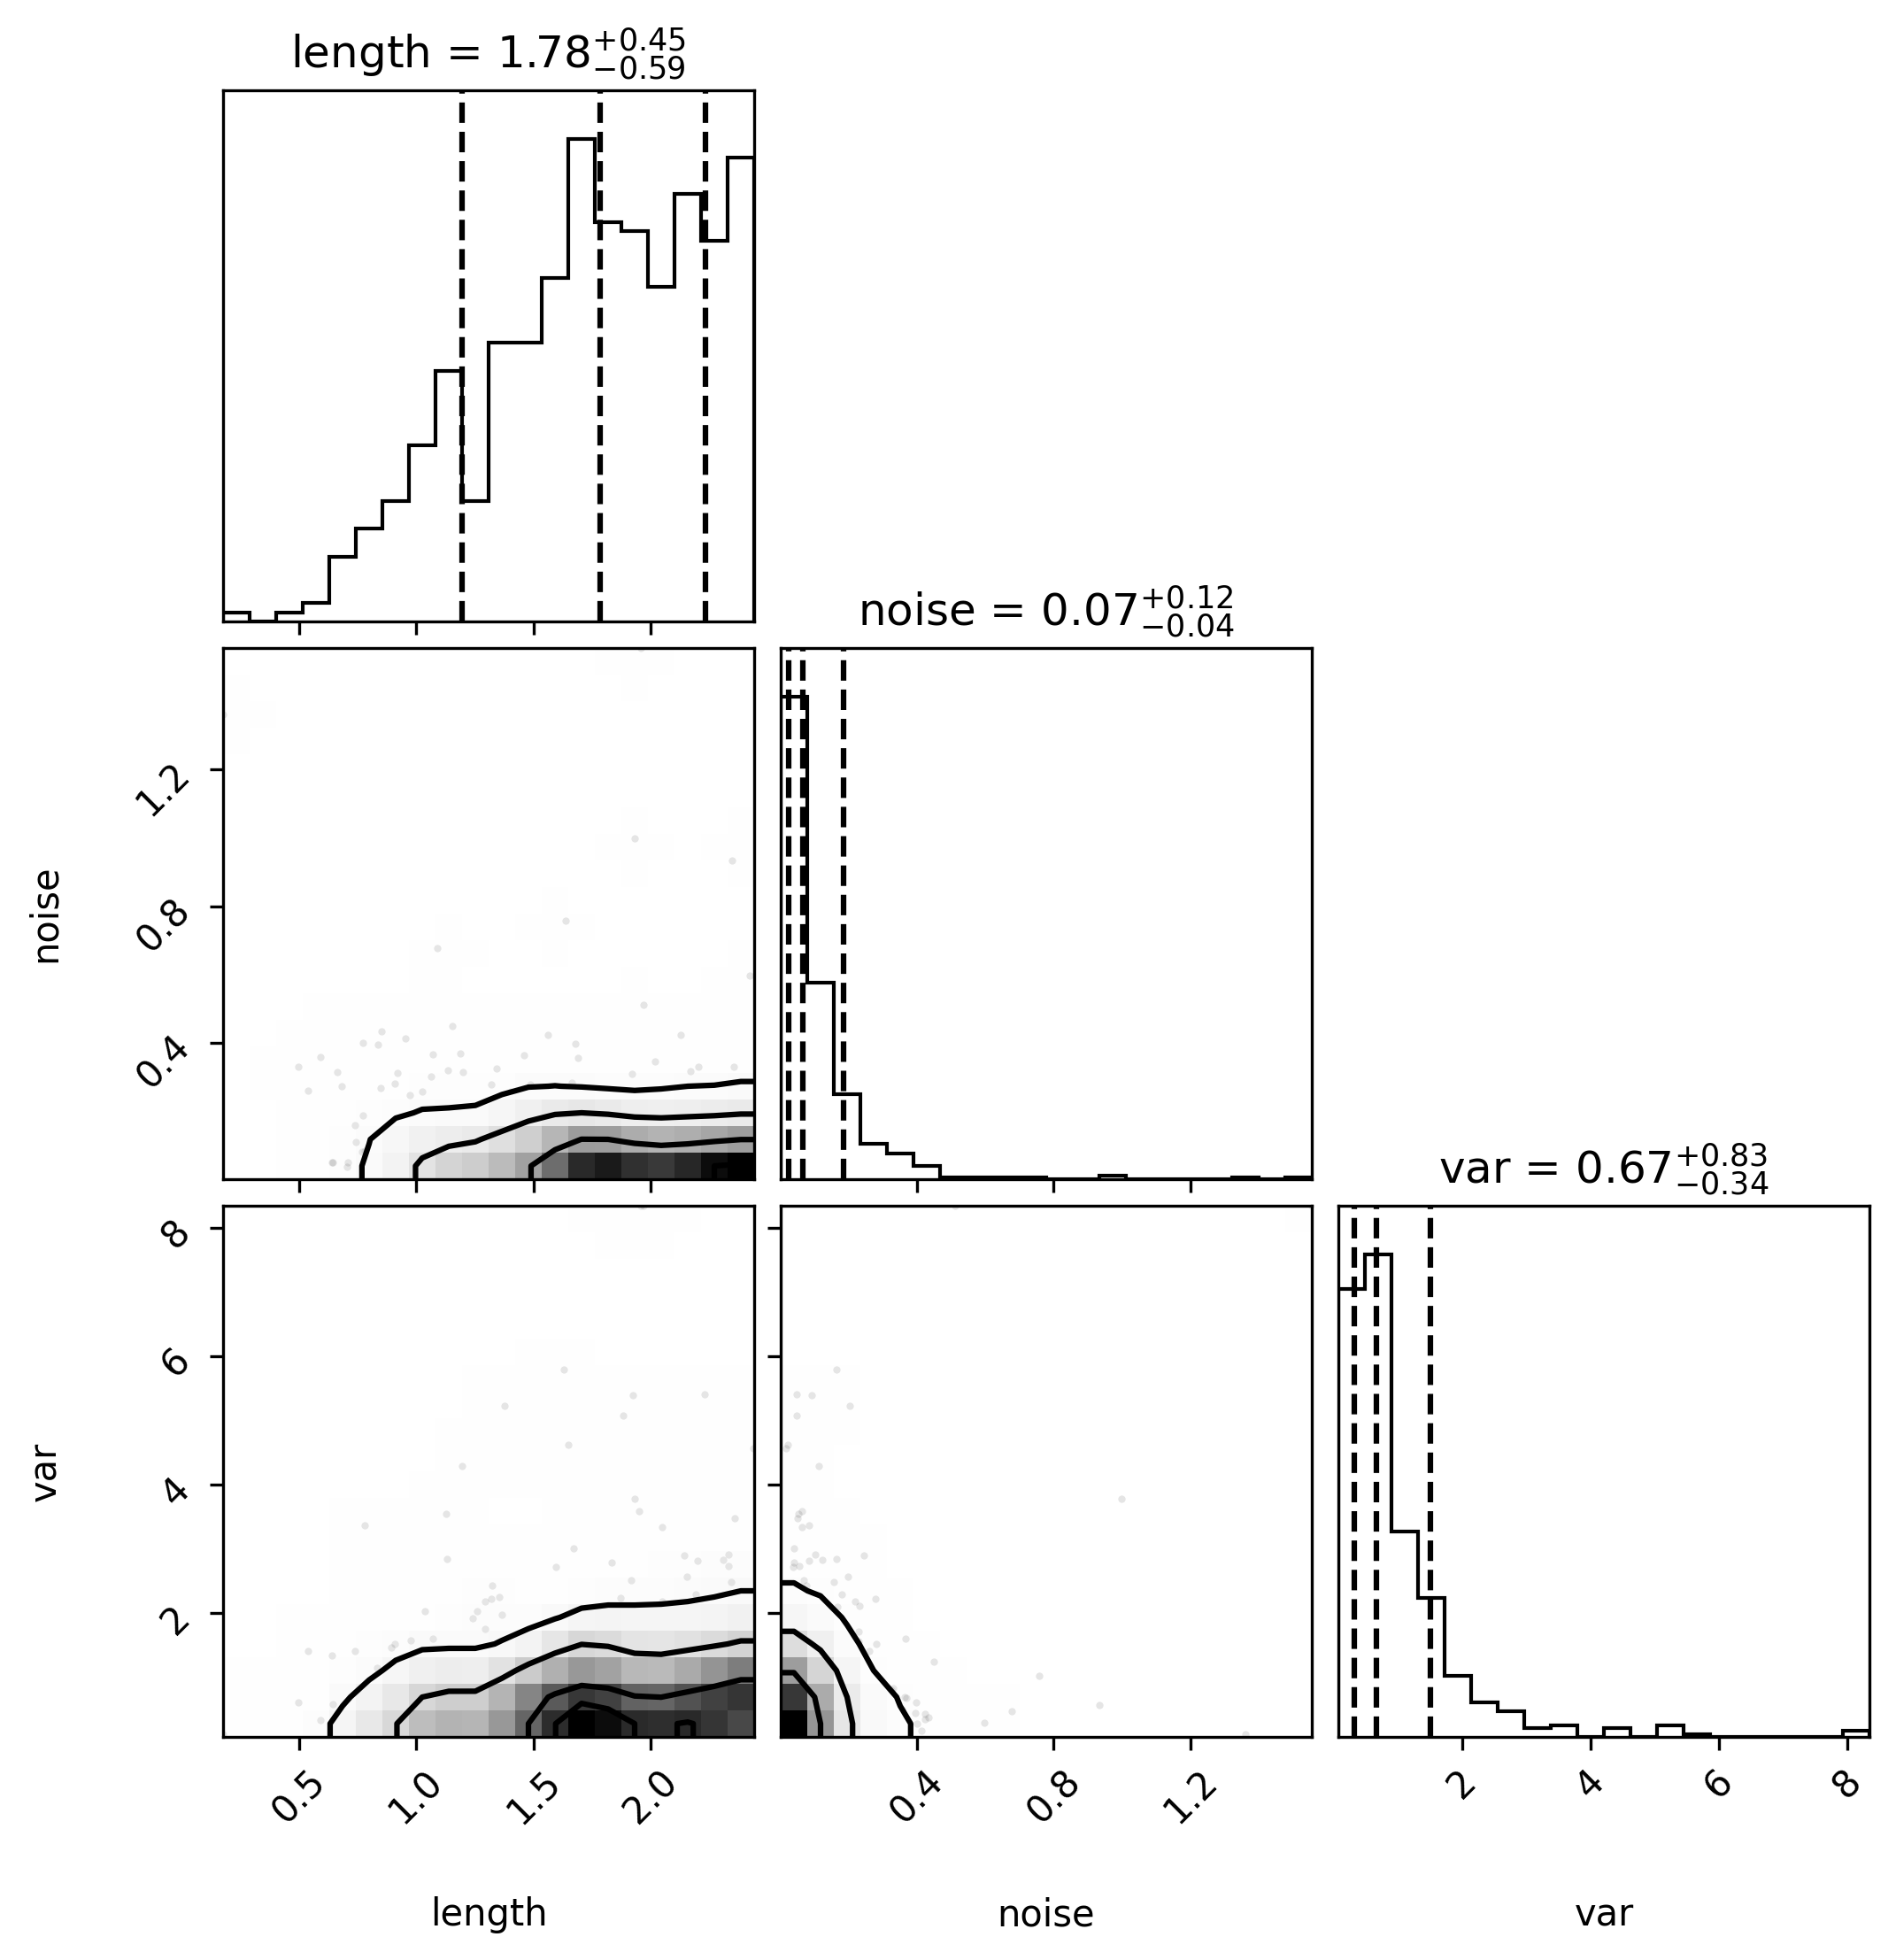 length = 1.78+0.45−0.59
noise = 0.07+0.12−0.04
1.2
0.8
0.4
noise
var = 0.67+0.83−0.34
8
6
4
2
var
0.5 1.0 1.5 2.0 0.4 0.8 1.2 2 4 6 8
length noise var